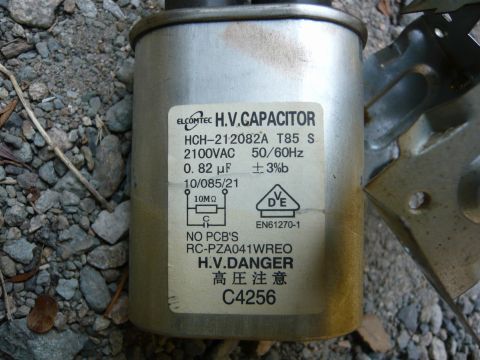 ELCOMTEC H.V.CAPACITOR
HCH-212082A T85 S
2100VAC 50/60Hz
0.82 µF ±3%b
10/085/21
10MΩ
C
VDE
EN61270-1
NO PCB'S
RC-PZA041WREO
H.V.DANGER
高圧注意
C4256